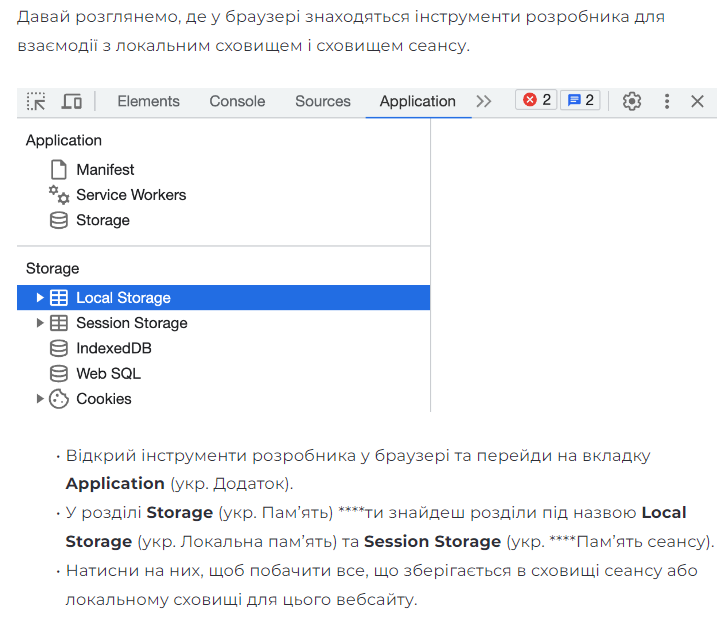 Давай розглянемо, де у браузері знаходяться інструменти розробника для
взаємодії з локальним сховищем і сховищем сеансу.
Elements Console Sources Application 2 2
Application
Manifest
Service Workers
Storage
Storage
Local Storage
Session Storage
IndexedDB
Web SQL
Cookies
• Відкрий інструменти розробника у браузері та перейди на вкладку
Application (укр. Додаток).
• У розділі Storage (укр. Пам’ять) ****ти знайдеш розділи під назвою Local
Storage (укр. Локальна пам’ять) та Session Storage (укр. ****Пам’ять сеансу).
• Натисни на них, щоб побачити все, що зберігається в сховищі сеансу або
локальному сховищі для цього вебсайту.